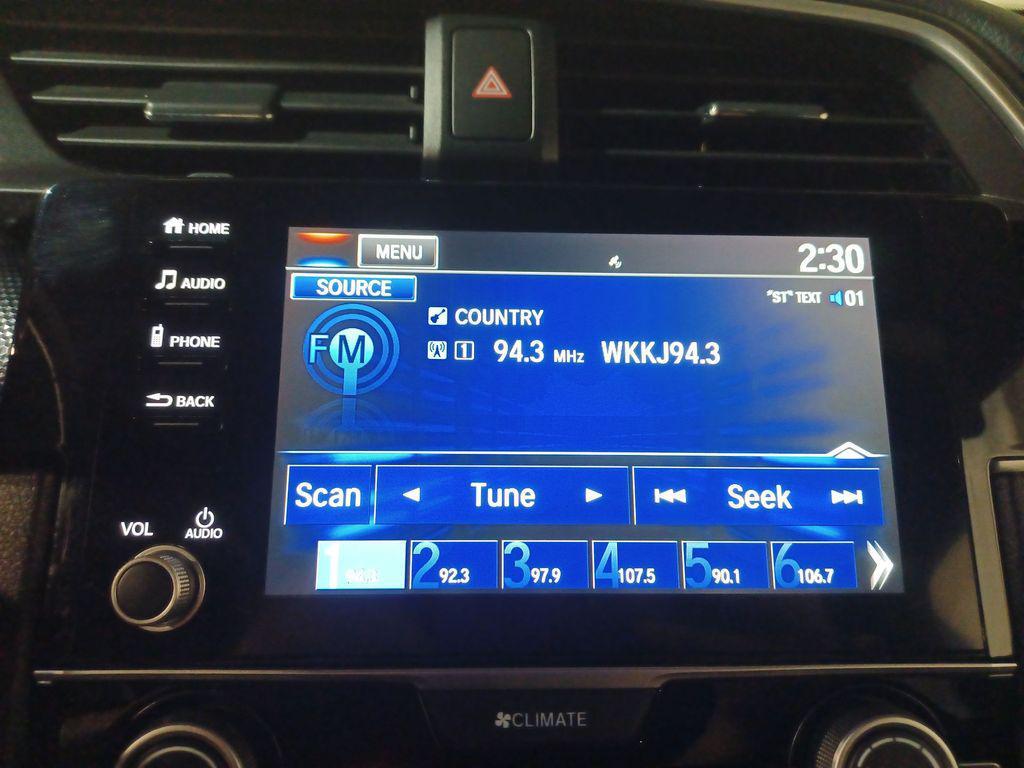 HOME
AUDIO
PHONE
BACK
VOL
AUDIO
MENU
2:30
SOURCE
"ST" TEXT 01
FM
COUNTRY
1 94.3 MHZ WKKJ94.3
Scan Tune Seek
1 94.3 2 92.3 3 97.9 4 107.5 5 90.1 6 106.7
CLIMATE